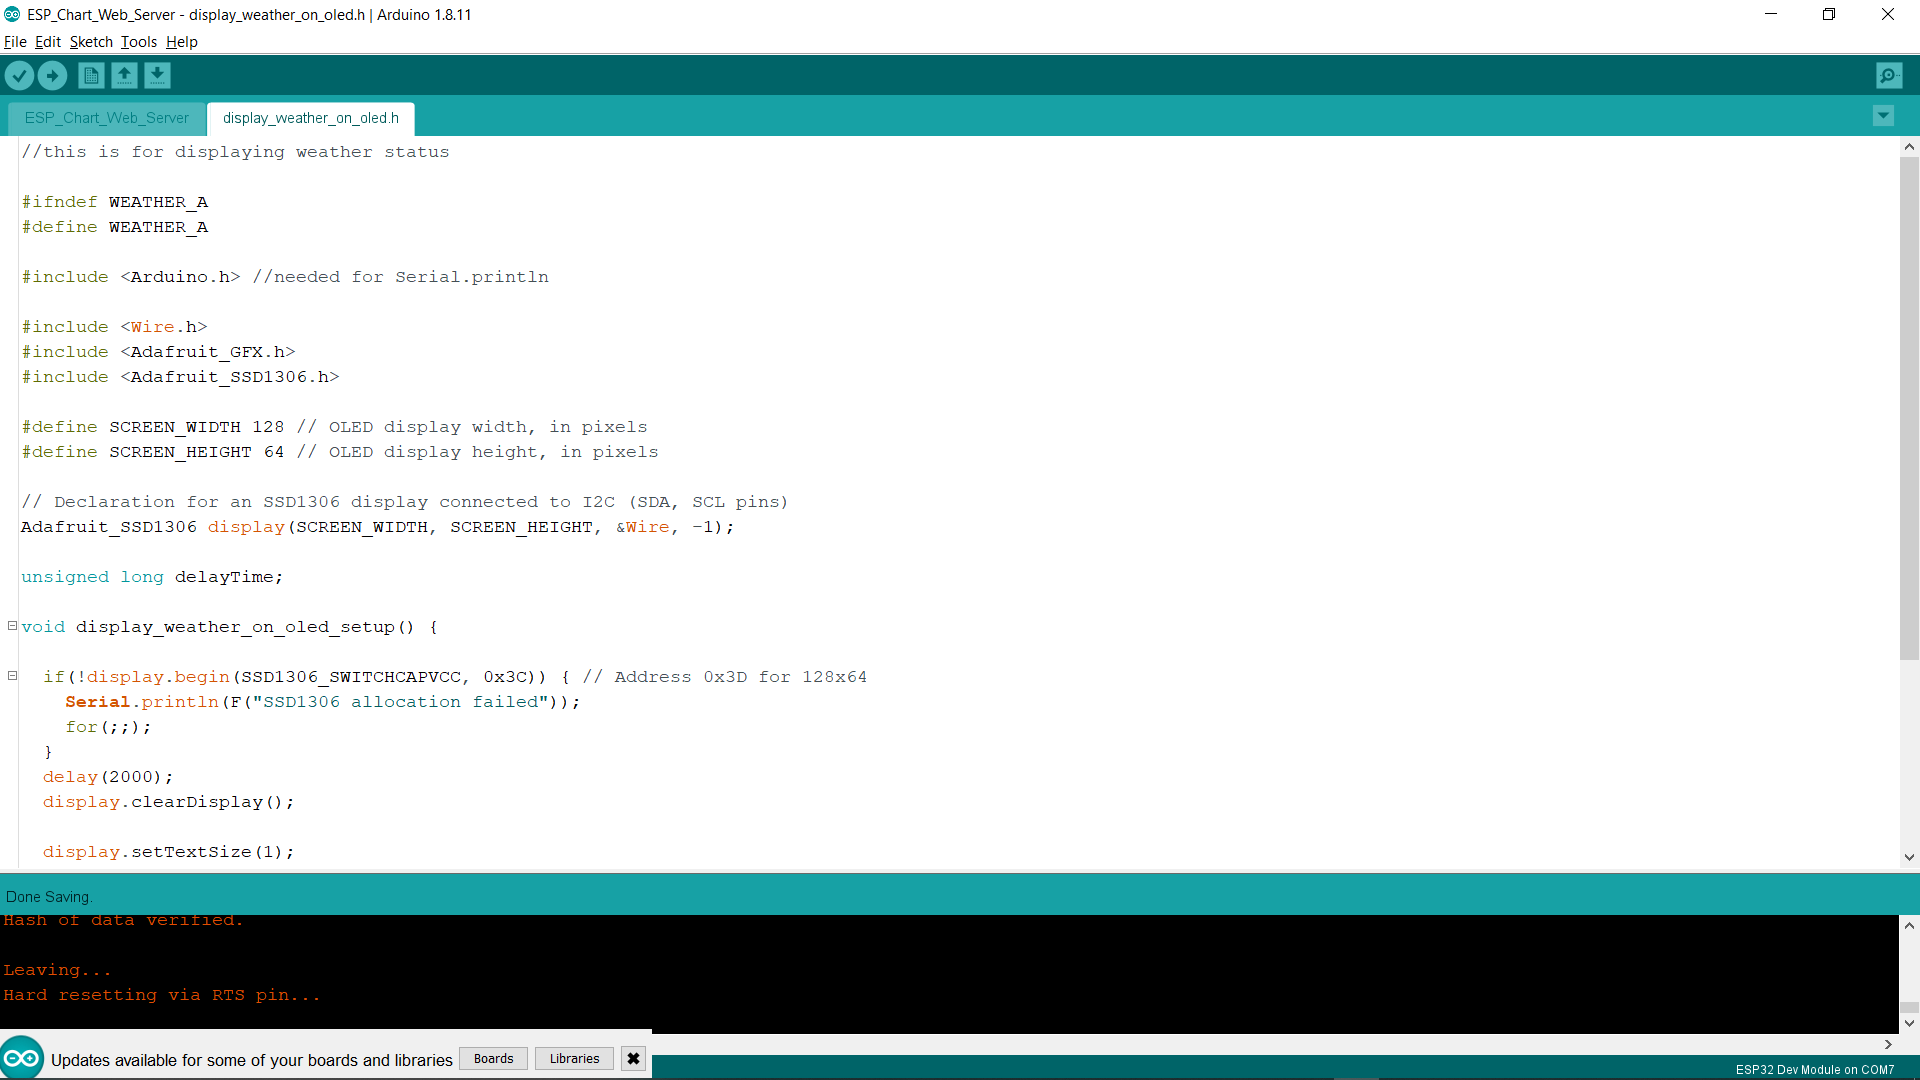 ESP_Chart_Web_Server - display_weather_on_oled.h | Arduino 1.8.11
File Edit Sketch Tools Help
ESP_Chart_Web_Server display_weather_on_oled.h
//this is for displaying weather status
#ifndef WEATHER_A
#define WEATHER_A
#include <Arduino.h> //needed for Serial.println
#include <Wire.h>
#include <Adafruit_GFX.h>
#include <Adafruit_SSD1306.h>
#define SCREEN_WIDTH 128 // OLED display width, in pixels
#define SCREEN_HEIGHT 64 // OLED display height, in pixels
// Declaration for an SSD1306 display connected to I2C (SDA, SCL pins)
Adafruit_SSD1306 display(SCREEN_WIDTH, SCREEN_HEIGHT, &Wire, -1);
unsigned long delayTime;
void display_weather_on_oled_setup() {
if(!display.begin(SSD1306_SWITCHCAPVCC, 0x3C)) { // Address 0x3D for 128x64
Serial.println(F("SSD1306 allocation failed"));
for(;;);
}
delay(2000);
display.clearDisplay();
display.setTextSize(1);
Done Saving.
Hash of data verified.
Leaving...
Hard resetting via RTS pin...
Updates available for some of your boards and libraries Boards Libraries
ESP32 Dev Module on COM7